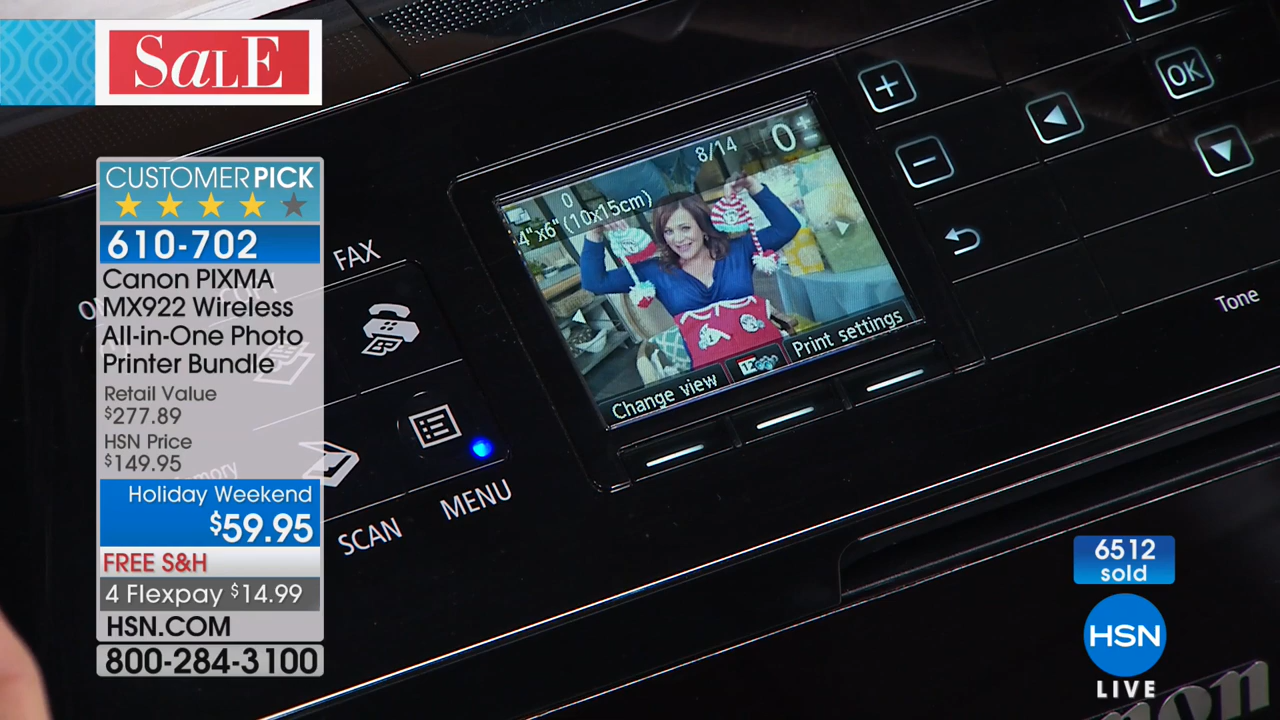 SaLE
CUSTOMER PICK
610-702
Canon PIXMA
MX922 Wireless
All-in-One Photo
Printer Bundle
Retail Value
$277.89
HSN Price
$149.95
Holiday Weekend
$59.95
FREE S&H
4 Flexpay $14.99
HSN.COM
800-284-3100
FAX
SCAN
MENU
8/14
0
0
4"x6" (10x15cm)
Change view
12
Print settings
+
−
OK
Tone
6512
sold
HSN
LIVE